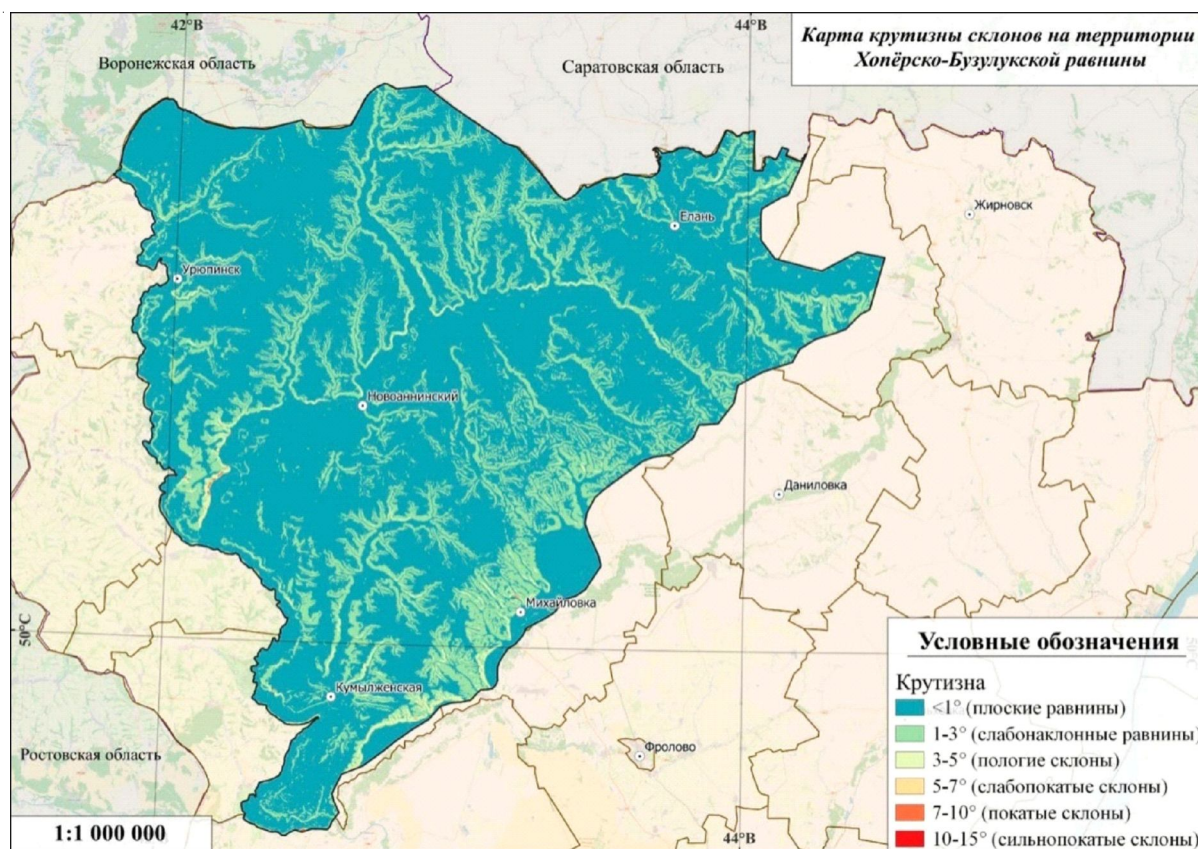 42°В
44°В
Карта крутизны склонов на территории
Хопёрско-Бузулукской равнины
Воронежская область
Саратовская область
Жирновск
Елань
Урюпинск
Новоаннинский
Даниловка
Михайловка
50°С
50°С
Кумылженская
Ростовская область
Фролово
Условные обозначения
Крутизна
<1° (плоские равнины)
1-3° (слабонаклонные равнины)
3-5° (пологие склоны)
5-7° (слабопокатые склоны)
7-10° (покатые склоны)
10-15° (сильнопокатые склоны)
1:1 000 000
44°В